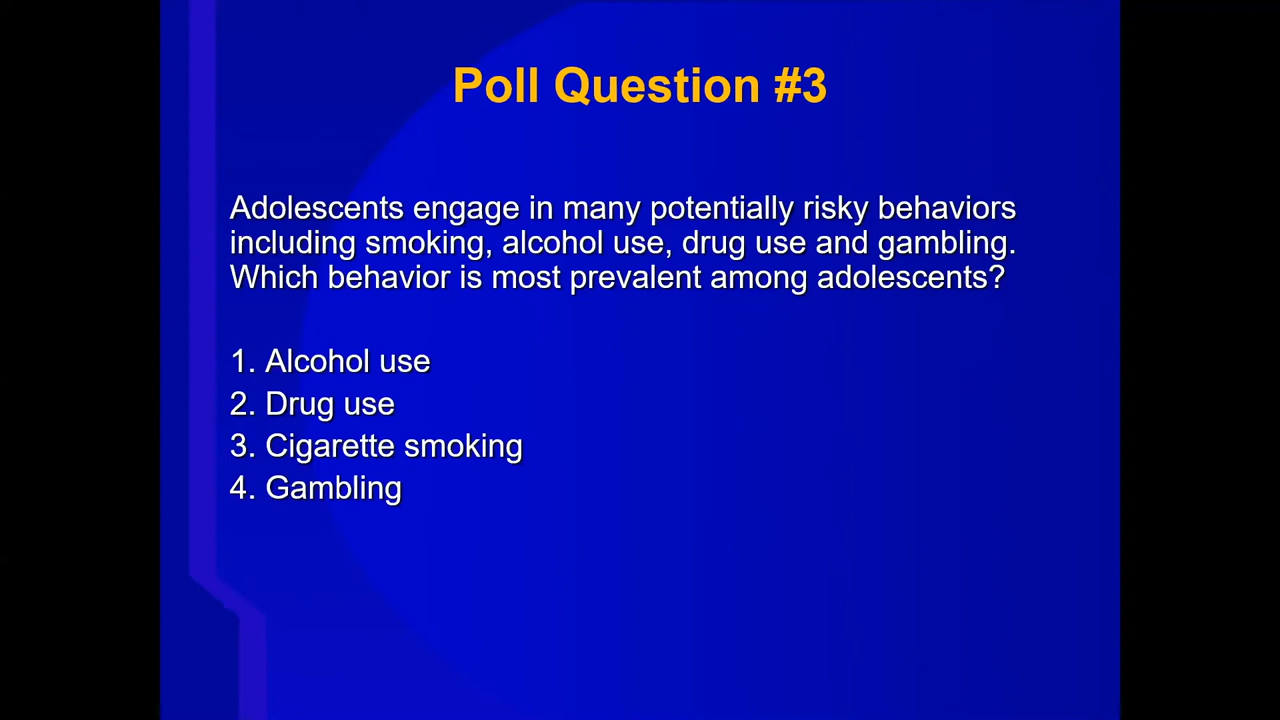 Poll Question #3
Adolescents engage in many potentially risky behaviors
including smoking, alcohol use, drug use and gambling.
Which behavior is most prevalent among adolescents?
1. Alcohol use
2. Drug use
3. Cigarette smoking
4. Gambling